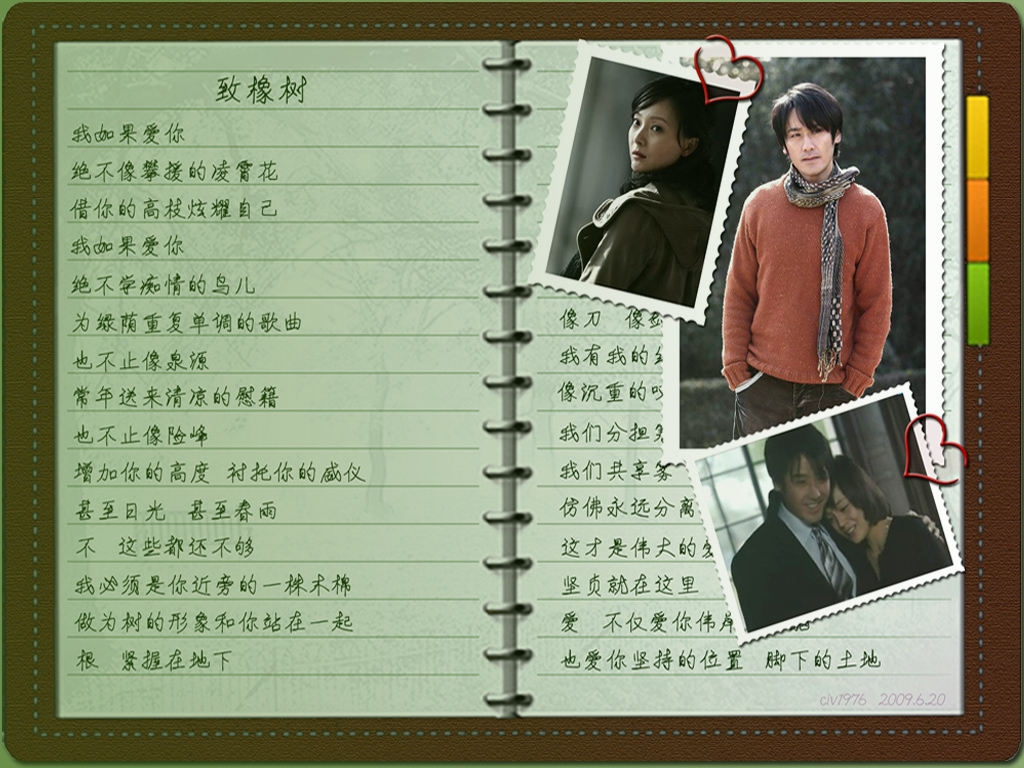 致橡树
我如果爱你
绝不像攀援的凌霄花
借你的高枝炫耀自己
我如果爱你
绝不学痴情的鸟儿
为绿荫重复单调的歌曲
也不止像泉源
常年送来清凉的慰籍
也不止像险峰
增加你的高度 衬托你的威仪
甚至日光 甚至春雨
不 这些都还不够
我必须是你近旁的一株木棉
做为树的形象和你站在一起
根 紧握在地下
像刀 像
我有我的
像沉重的
我们分担
我们共享
仿佛永远分离
这才是伟大的
坚贞就在这里
爱 不仅爱你伟岸
也爱你坚持的位置 脚下的土地
civ1976 2009.6.20